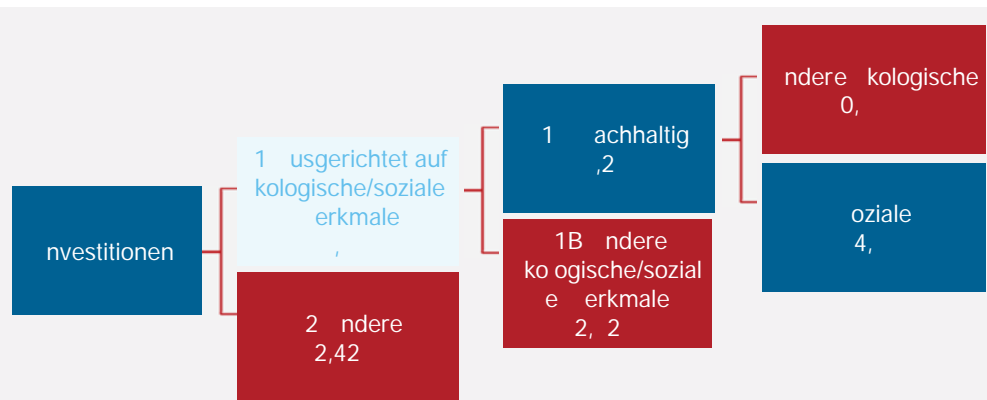 nvestitionen
1 usgerichtet auf
kologische/soziale
erkmale
,
2 ndere
2,42
1 achhaltig
,2
1B ndere
ko ogische/sozial
e erkmale
2, 2
ndere kologische
0,
oziale
4,